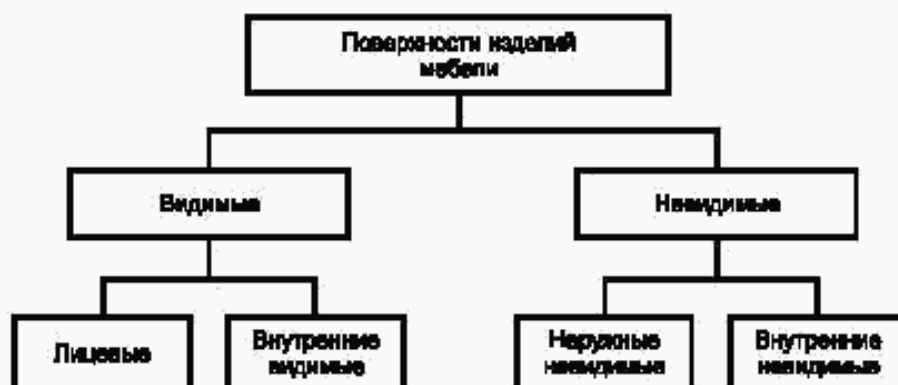 Поверхности изделий
мебели
Видимые
Невидимые
Лицевые
Внутренние
видимые
Наружные
невидимые
Внутренние
невидимые